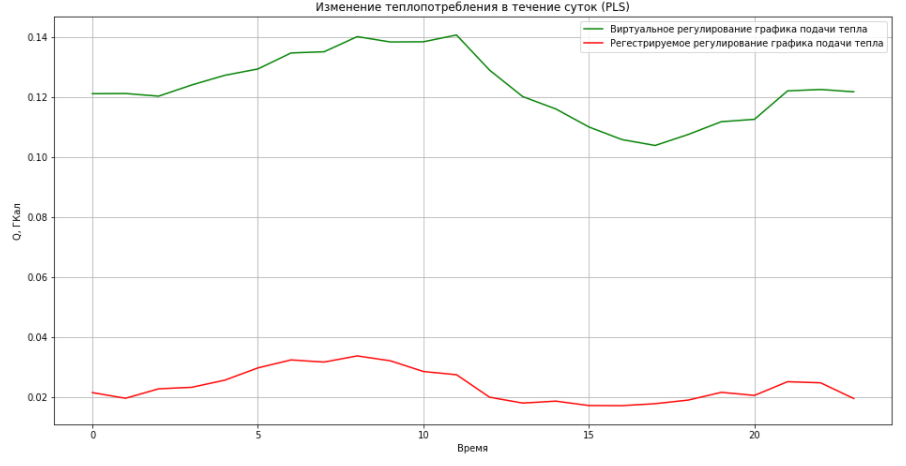 Изменение теплопотребления в течение суток (PLS)
Виртуальное регулирование графика подачи тепла
Регестрируемое регулирование графика подачи тепла
0.14
0.12
0.10
0.08
0.06
0.04
0.02
Q, ГКал
0 5 10 15 20
Время